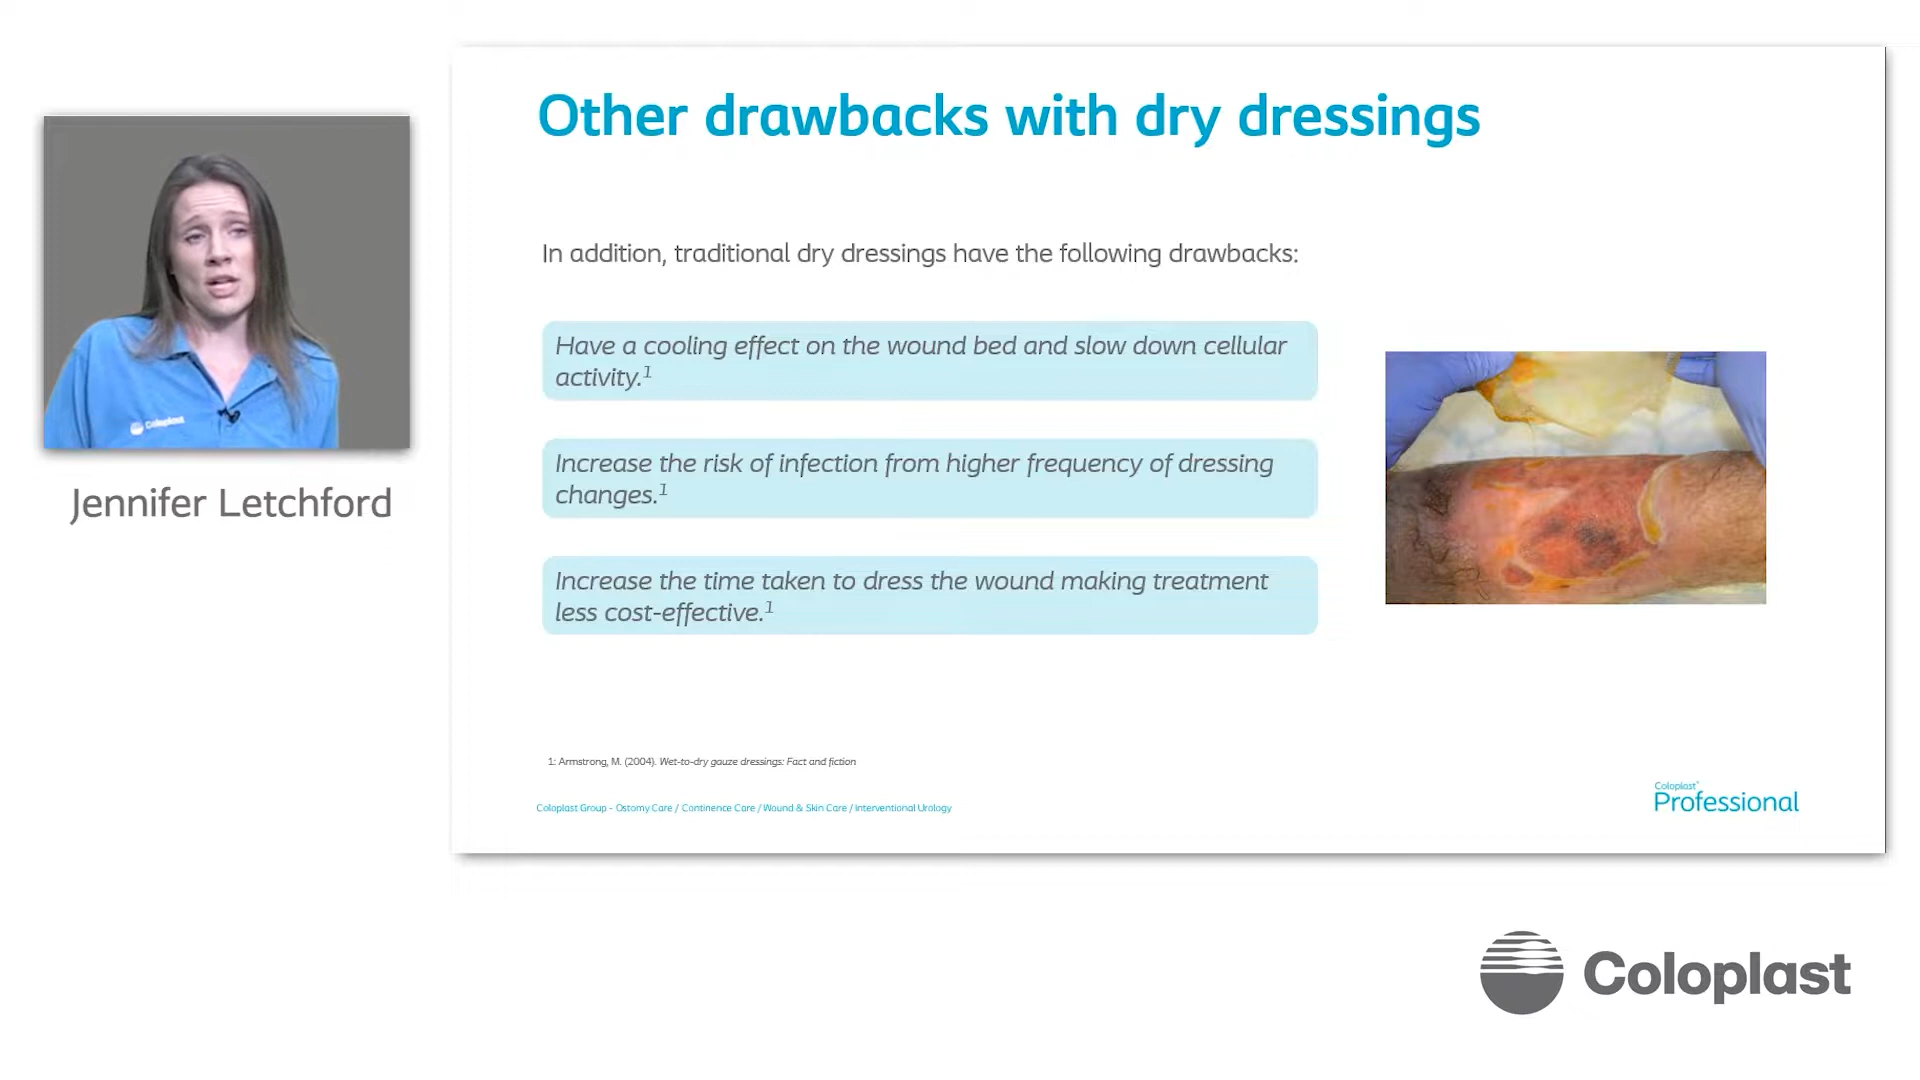 Other drawbacks with dry dressings
In addition, traditional dry dressings have the following drawbacks:
Have a cooling effect on the wound bed and slow down cellular
activity.¹
Increase the risk of infection from higher frequency of dressing
changes.¹
Increase the time taken to dress the wound making treatment
less cost-effective.¹
1: Armstrong, M. (2004). Wet-to-dry gauze dressings: Fact and fiction
Coloplast Group - Ostomy Care / Continence Care / Wound & Skin Care / Interventional Urology
Coloplast®
Professional
Coloplast
Jennifer Letchford
Coloplast